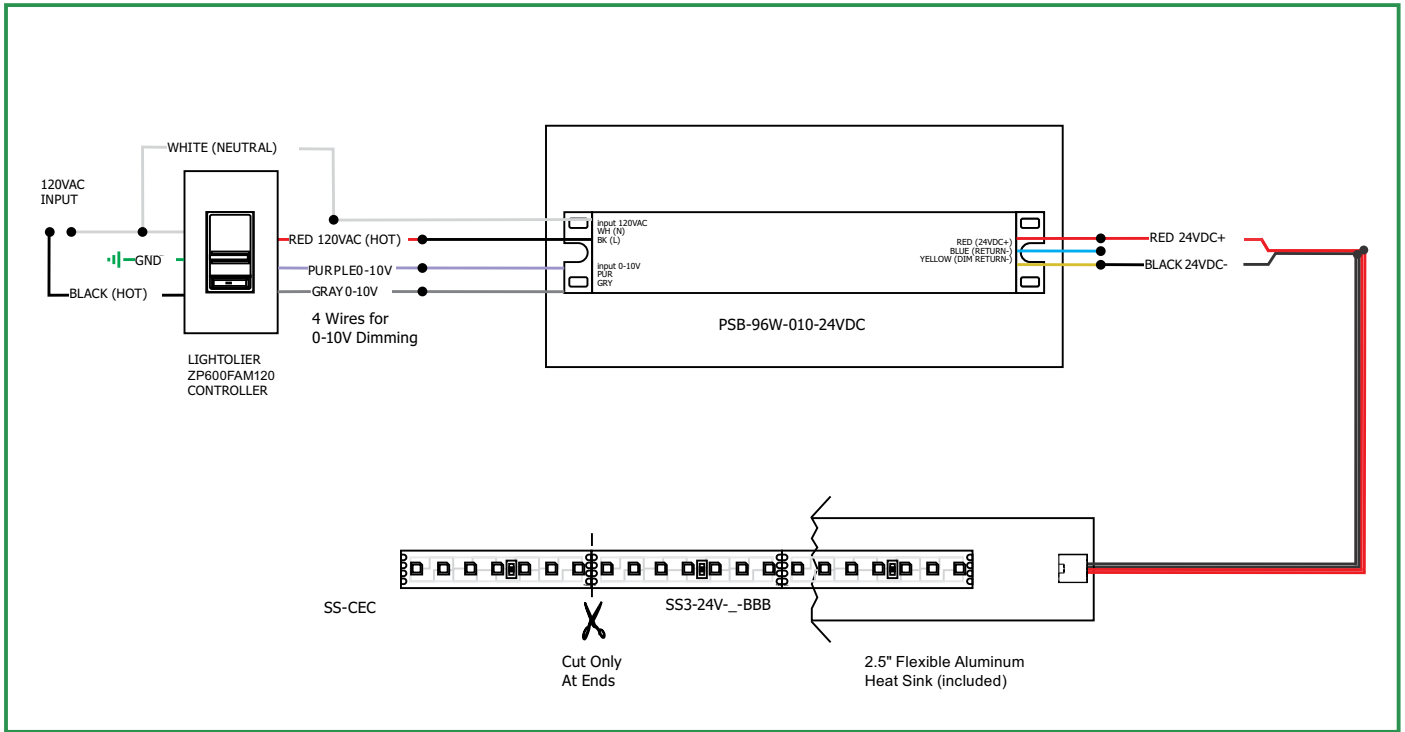 WHITE (NEUTRAL)
120VAC
INPUT
GND
BLACK (HOT)
RED 120VAC (HOT)
PURPLE0-10V
GRAY0-10V
4 Wires for
0-10V Dimming
LIGHTOLIER
ZP600FAM120
CONTROLLER
input 120VAC
WH (N)
BK (L)
input 0-10V
PUR
GRY
RED (24VDC+)
BLUE (RETURN-)
YELLOW (DIM RETURN-)
PSB-96W-010-24VDC
RED 24VDC+
BLACK 24VDC-
SS-CEC
SS3-24V-_-BBB
Cut Only
At Ends
2.5" Flexible Aluminum
Heat Sink (included)